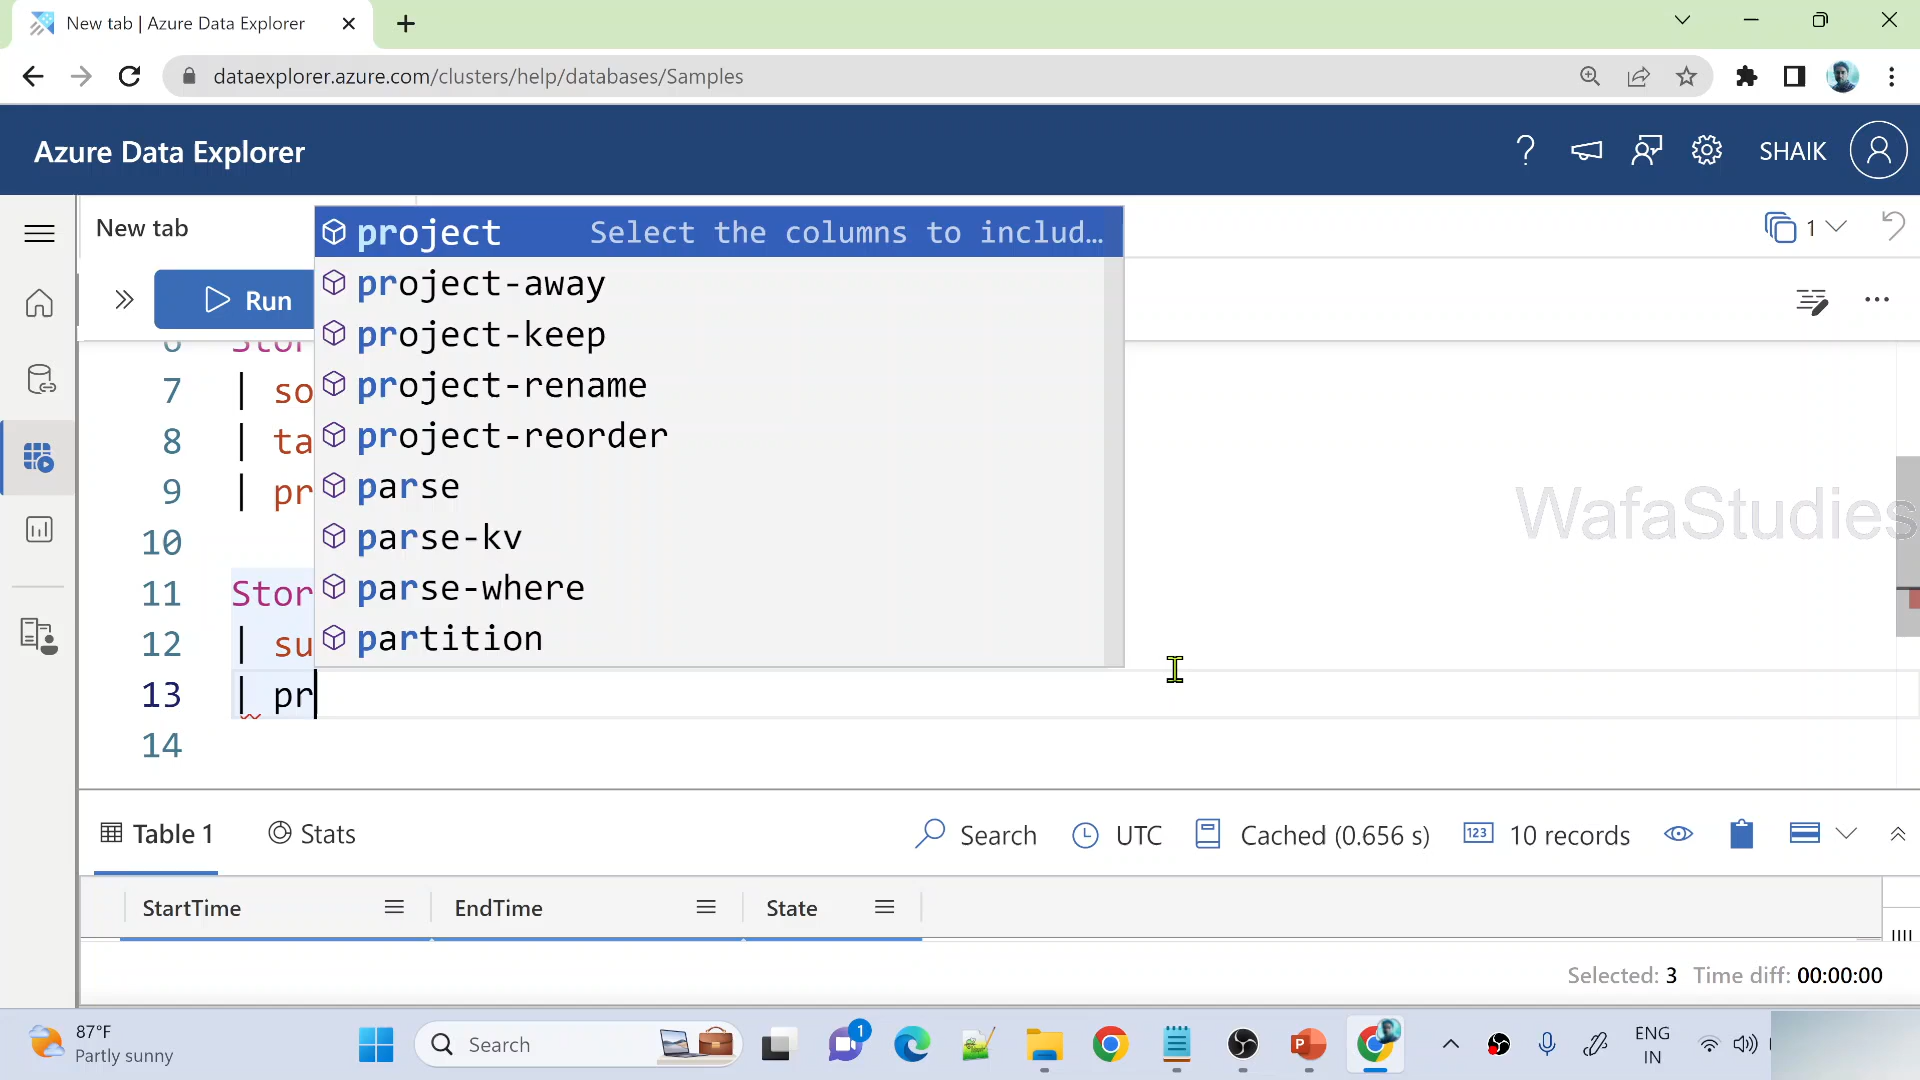 New tab | Azure Data Explorer
dataexplorer.azure.com/clusters/help/databases/Samples
Azure Data Explorer
SHAIK
New tab
1
Run
project Select the columns to includ...
project-away
project-keep
project-rename
project-reorder
parse
parse-kv
parse-where
partition
6 Stor
7 | so
8 | ta
9 | pr
10
11 Stor
12 | su
13 | pr
14
WafaStudies
Table 1 Stats Search UTC Cached (0.656 s) 123 10 records
StartTime EndTime State
Selected: 3 Time diff: 00:00:00
87°F
Partly sunny
Search
1
ENG
IN